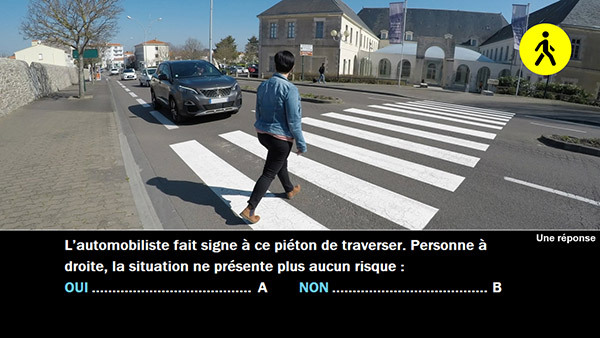 Une réponse
L'automobiliste fait signe à ce piéton de traverser. Personne à
droite, la situation ne présente plus aucun risque :
OUI ........................................ A NON ....................................... B